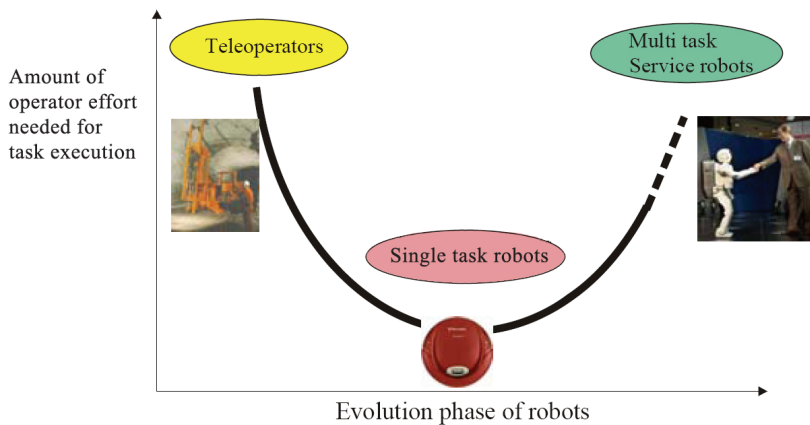 Teleoperators
Multi task
Service robots
Amount of
operator effort
needed for
task execution
Single task robots
Evolution phase of robots